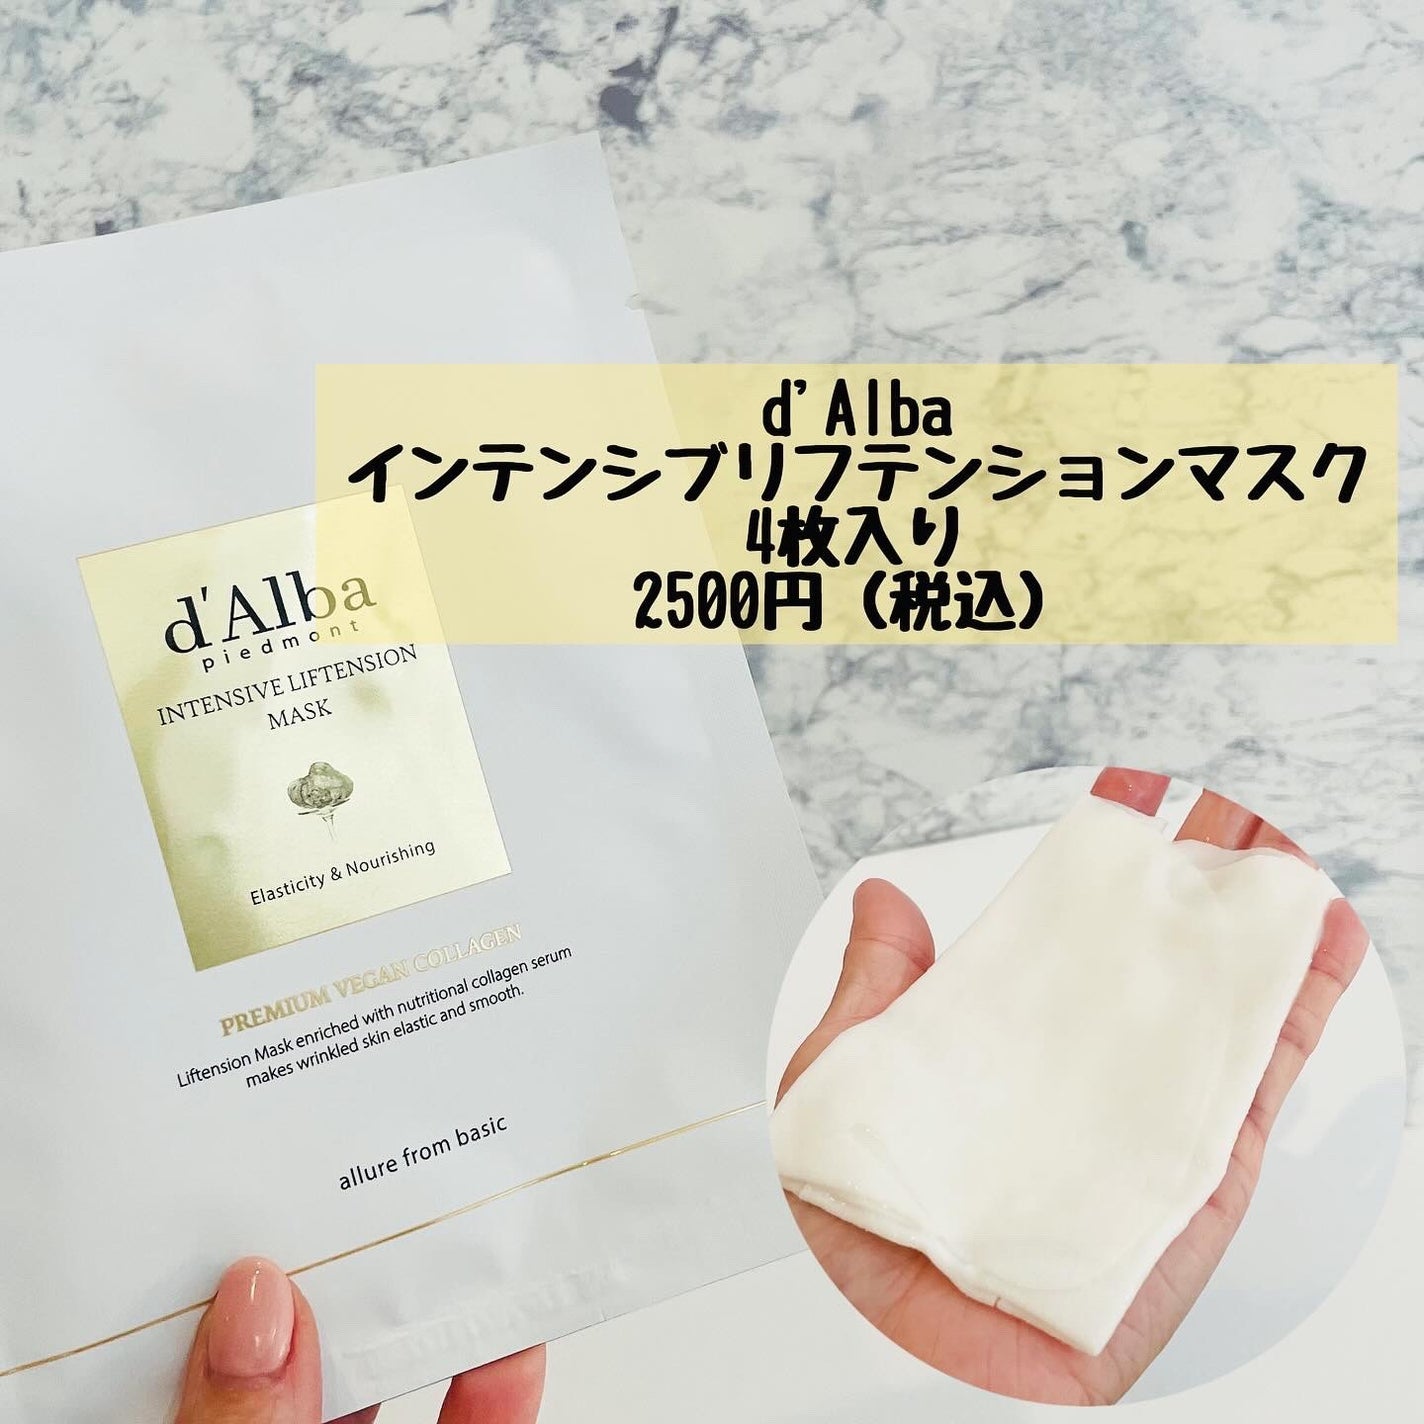 d'Alba
インテンシブリフテンションマスク
4枚入り
2500円（税込）
d'Alba
piedmont
INTENSIVE LIFTENSION
MASK
Elasticity & Nourishing
PREMIUM VEGAN COLLAGEN
Liftension Mask enriched with nutritional collagen serum
makes wrinkled skin elastic and smooth.
allure from basic